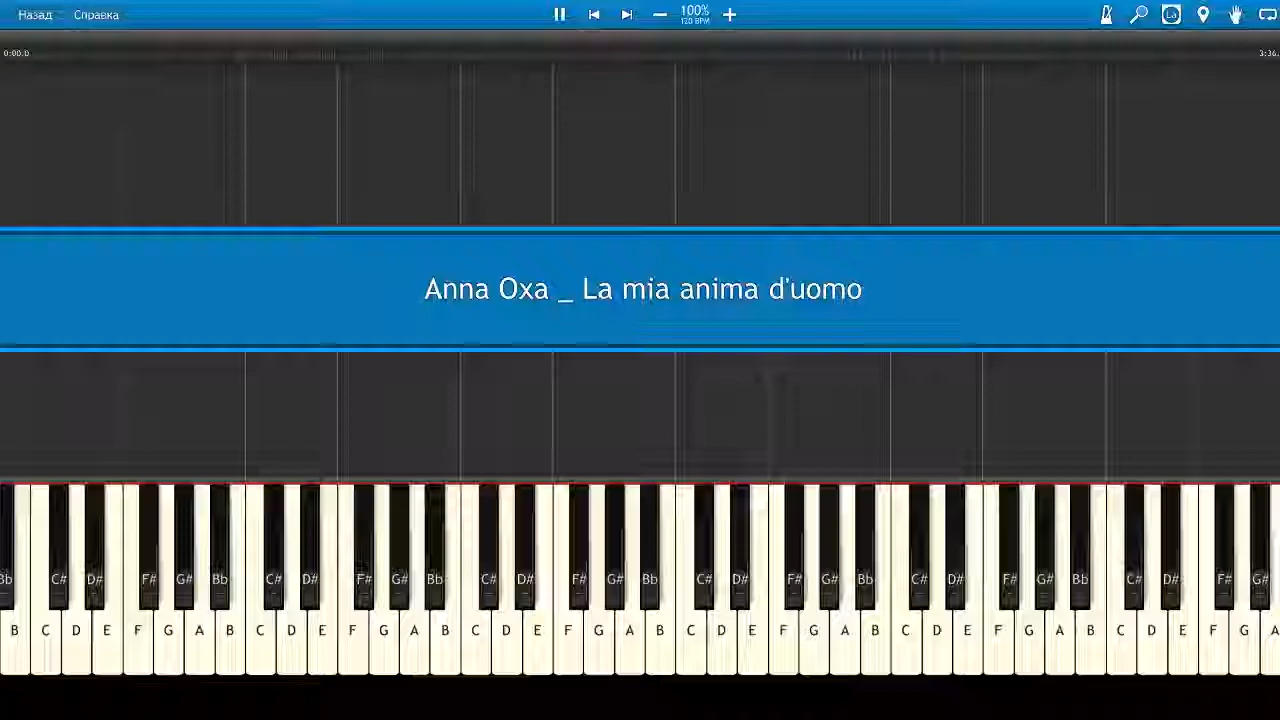 Назад Справка 100% 120 BPM La
0:00.0 3:36.
Anna Oxa _ La mia anima d'uomo
Bb C# D# F# G# Bb C# D# F# G# Bb C# D# F# G# Bb C# D# F# G# Bb C# D# F# G# Bb C# D# F# G#
B C D E F G A B C D E F G A B C D E F G A B C D E F G A B C D E F G A B C D E F G A